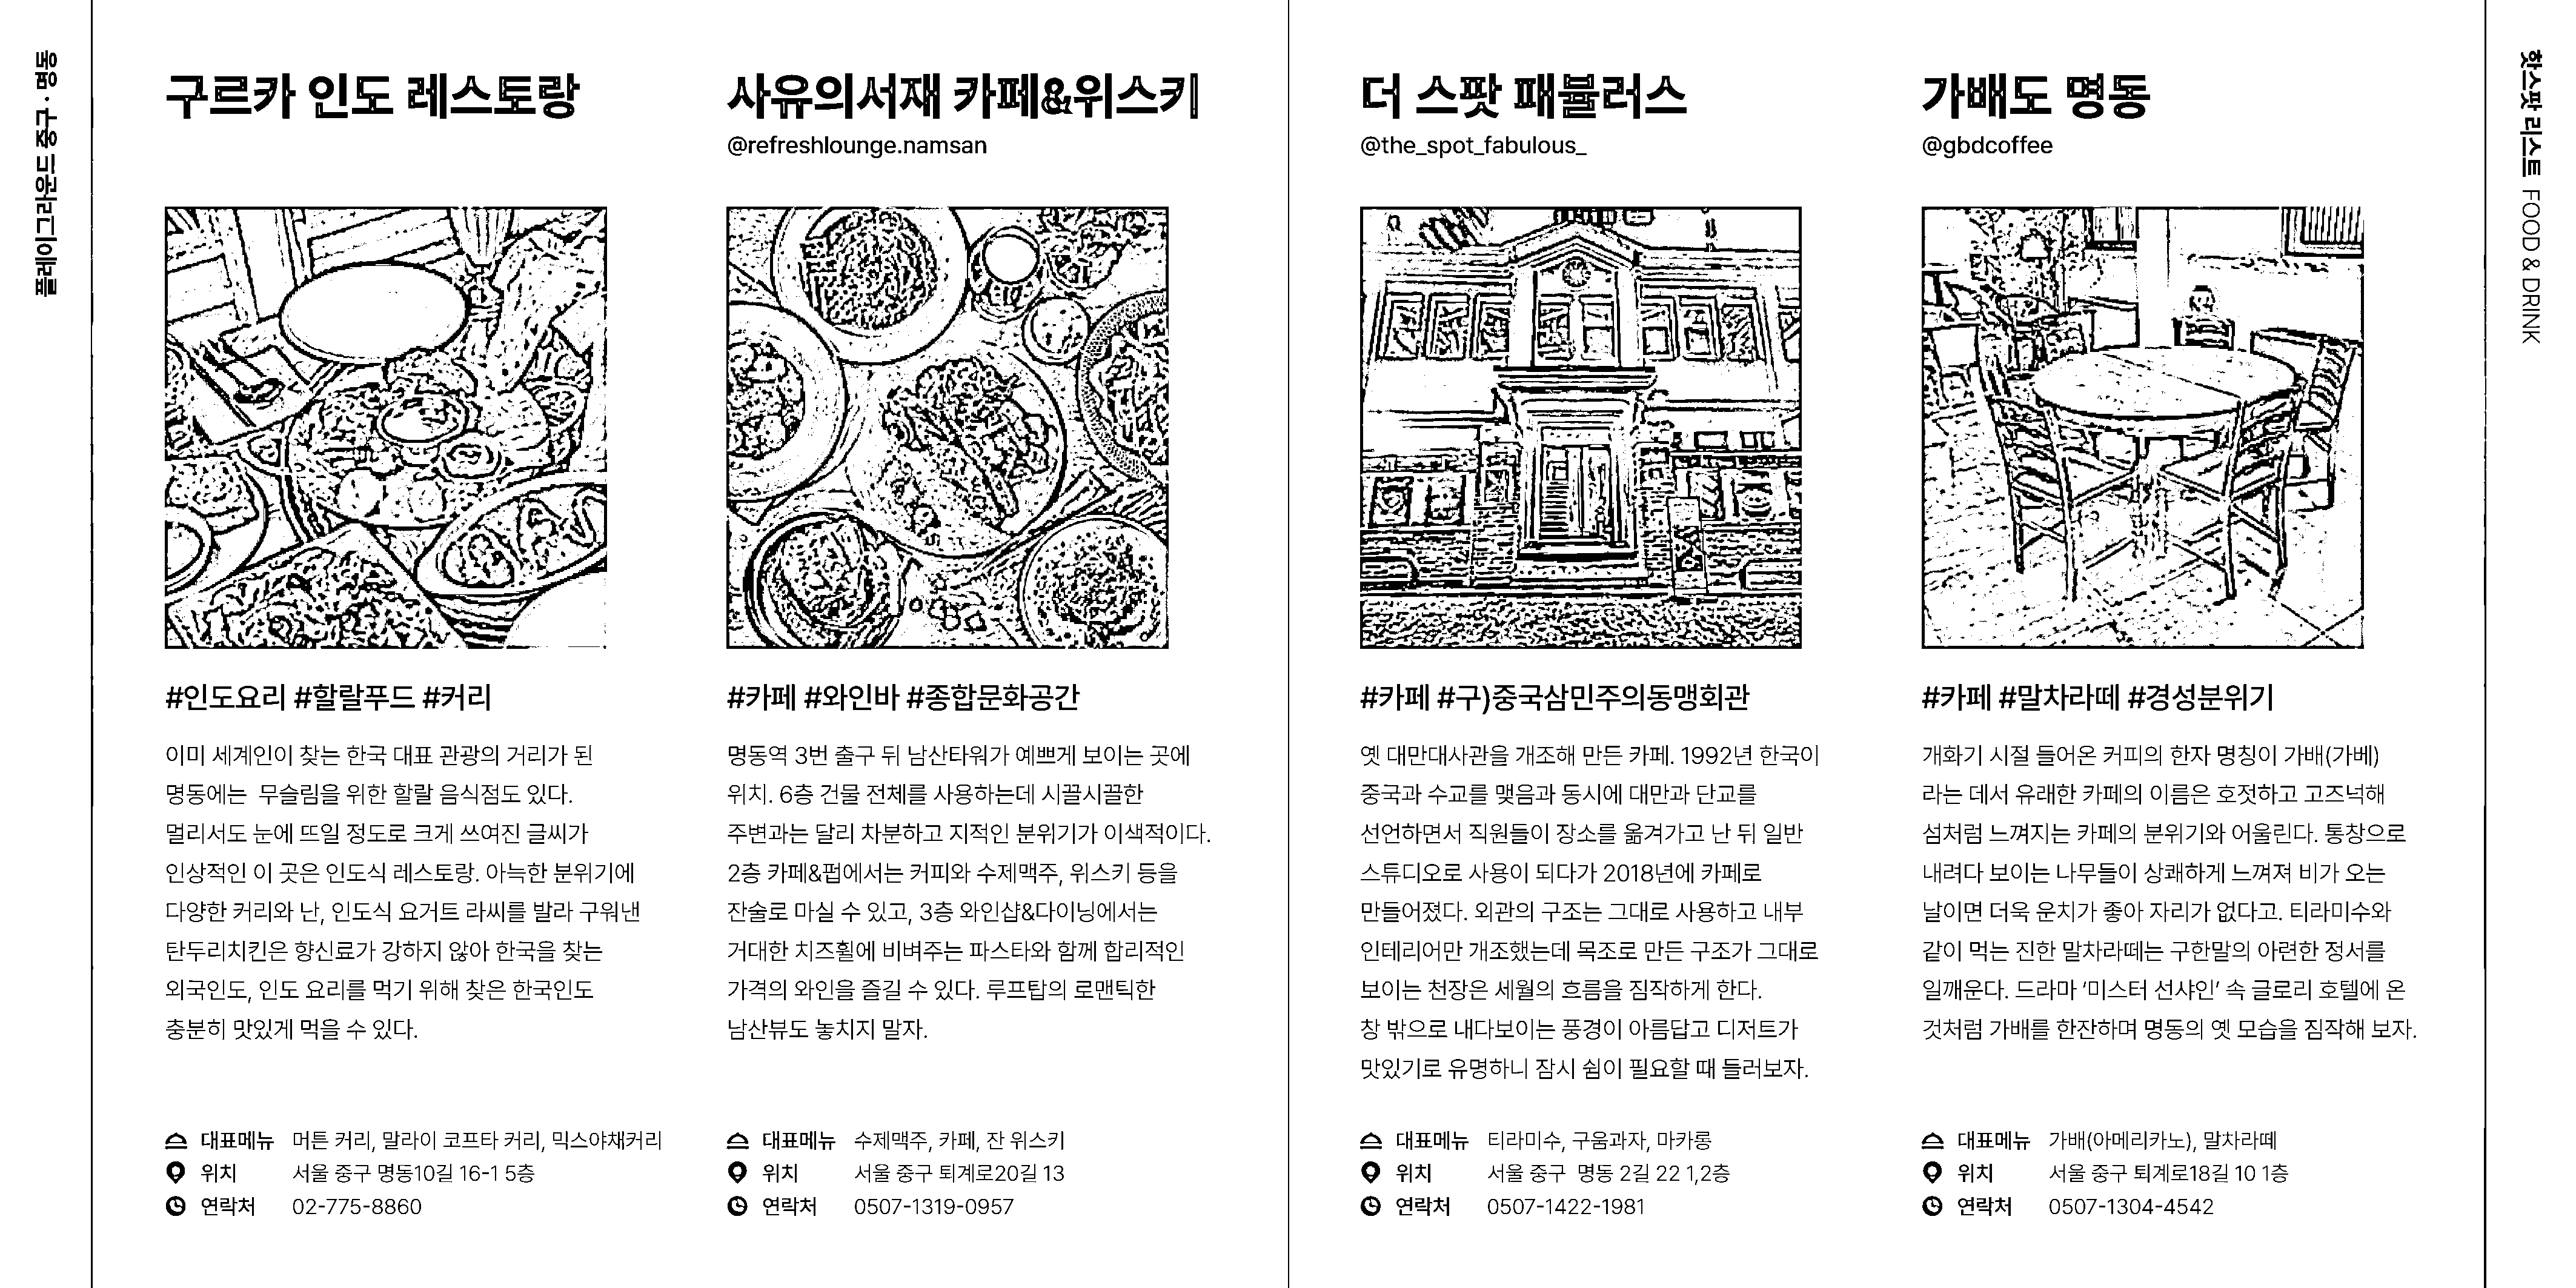 플레이그라운드 중구 · 명동
구르카 인도 레스토랑
#인도요리 #할랄푸드 #커리
이미 세계인이 찾는 한국 대표 관광의 거리가 된
명동에는 무슬림을 위한 할랄 음식점도 있다.
멀리서도 눈에 뜨일 정도로 크게 쓰여진 글씨가
인상적인 이 곳은 인도식 레스토랑. 아늑한 분위기에
다양한 커리와 난, 인도식 요거트 라씨를 발라 구워낸
탄두리치킨은 향신료가 강하지 않아 한국을 찾는
외국인도, 인도 요리를 먹기 위해 찾은 한국인도
충분히 맛있게 먹을 수 있다.
대표메뉴 머튼 커리, 말라이 코프타 커리, 믹스야채커리
위치 서울 중구 명동10길 16-1 5층
연락처 02-775-8860
사유의서재 카페&위스키
@refreshlounge.namsan
#카페 #와인바 #종합문화공간
명동역 3번 출구 뒤 남산타워가 예쁘게 보이는 곳에
위치. 6층 건물 전체를 사용하는데 시끌시끌한
주변과는 달리 차분하고 지적인 분위기가 이색적이다.
2층 카페&펍에서는 커피와 수제맥주, 위스키 등을
잔술로 마실 수 있고, 3층 와인샵&다이닝에서는
거대한 치즈휠에 비벼주는 파스타와 함께 합리적인
가격의 와인을 즐길 수 있다. 루프탑의 로맨틱한
남산뷰도 놓치지 말자.
대표메뉴 수제맥주, 카페, 잔 위스키
위치 서울 중구 퇴계로20길 13
연락처 0507-1319-0957
더 스팟 패뷸러스
@the_spot_fabulous_
#카페 #구)중국삼민주의동맹회관
옛 대만대사관을 개조해 만든 카페. 1992년 한국이
중국과 수교를 맺음과 동시에 대만과 단교를
선언하면서 직원들이 장소를 옮겨가고 난 뒤 일반
스튜디오로 사용이 되다가 2018년에 카페로
만들어졌다. 외관의 구조는 그대로 사용하고 내부
인테리어만 개조했는데 목조로 만든 구조가 그대로
보이는 천장은 세월의 흐름을 짐작하게 한다.
창 밖으로 내다보이는 풍경이 아름답고 디저트가
맛있기로 유명하니 잠시 쉼이 필요할 때 들러보자.
대표메뉴 티라미수, 구움과자, 마카롱
위치 서울 중구 명동 2길 22 1,2층
연락처 0507-1422-1981
가배도 명동
@gbdcoffee
#카페 #말차라떼 #경성분위기
개화기 시절 들어온 커피의 한자 명칭이 가배(가베)
라는 데서 유래한 카페의 이름은 호젓하고 고즈넉해
섬처럼 느껴지는 카페의 분위기와 어울린다. 통창으로
내려다 보이는 나무들이 상쾌하게 느껴져 비가 오는
날이면 더욱 운치가 좋아 자리가 없다고. 티라미수와
같이 먹는 진한 말차라떼는 구한말의 아련한 정서를
일깨운다. 드라마 ‘미스터 선샤인’ 속 글로리 호텔에 온
것처럼 가배를 한잔하며 명동의 옛 모습을 짐작해 보자.
대표메뉴 가배(아메리카노), 말차라떼
위치 서울 중구 퇴계로18길 10 1층
연락처 0507-1304-4542
핫스팟 리스트 FOOD & DRINK